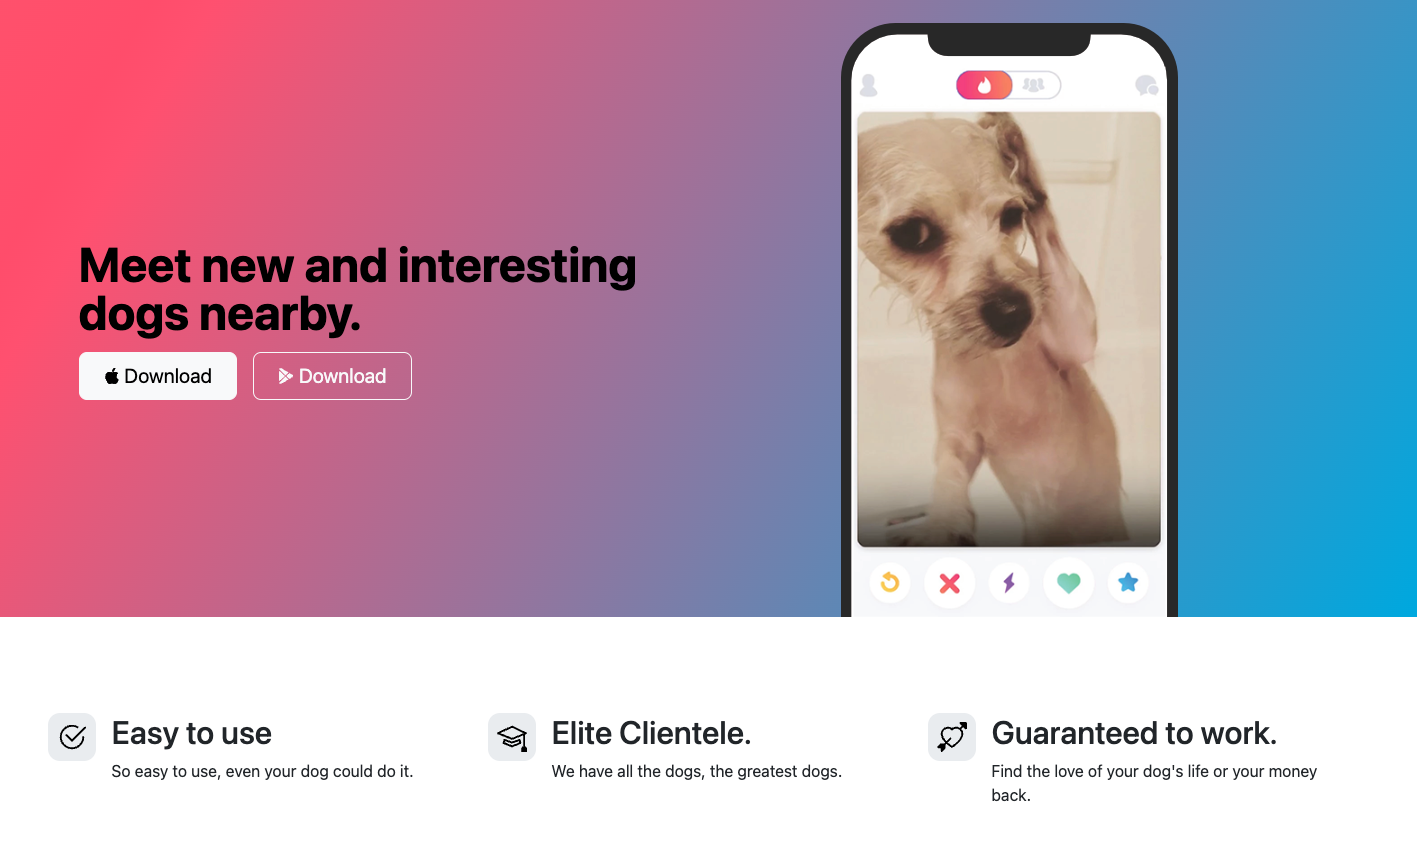 Meet new and interesting
dogs nearby.
Download
Download
Easy to use
So easy to use, even your dog could do it.
Elite Clientele.
We have all the dogs, the greatest dogs.
Guaranteed to work.
Find the love of your dog's life or your money
back.